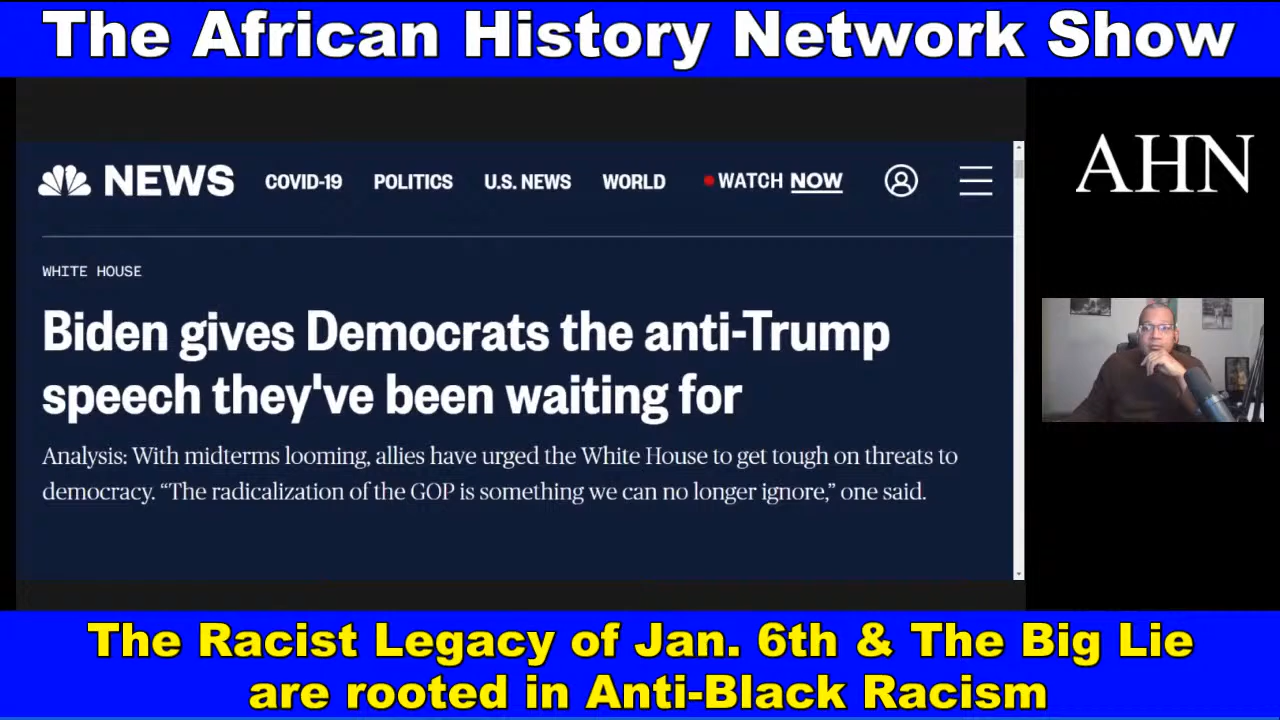 The African History Network Show
AHN
NEWS COVID-19 POLITICS U.S. NEWS WORLD WATCH NOW
WHITE HOUSE
Biden gives Democrats the anti-Trump
speech they've been waiting for
Analysis: With midterms looming, allies have urged the White House to get tough on threats to
democracy. “The radicalization of the GOP is something we can no longer ignore,” one said.
The Racist Legacy of Jan. 6th & The Big Lie
are rooted in Anti-Black Racism